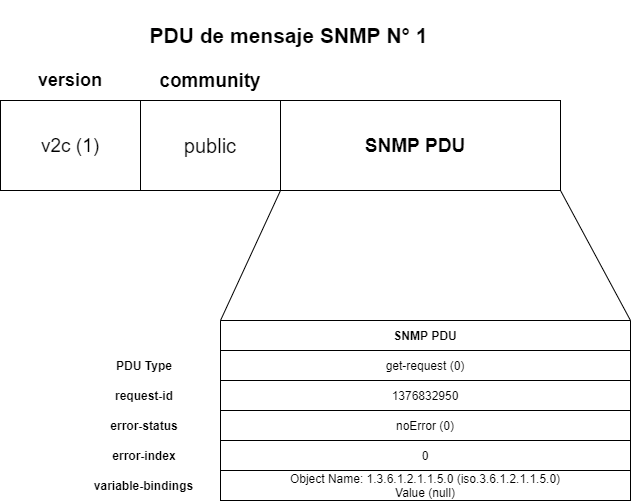 PDU de mensaje SNMP N° 1
version community
v2c (1) public SNMP PDU
SNMP PDU
PDU Type get-request (0)
request-id 1376832950
error-status noError (0)
error-index 0
variable-bindings Object Name: 1.3.6.1.2.1.1.5.0 (iso.3.6.1.2.1.1.5.0)
Value (null)